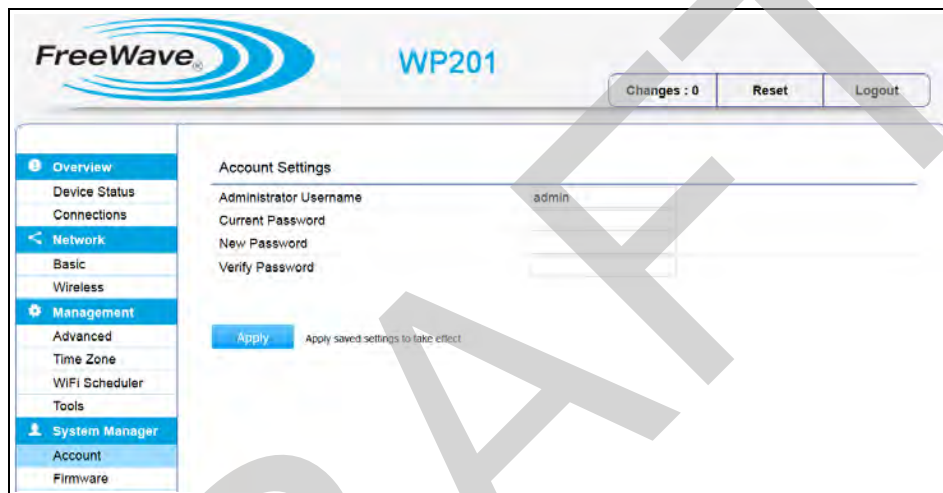 FreeWave®
WP201
Changes : 0 Reset Logout
Overview
Device Status
Connections
Network
Basic
Wireless
Management
Advanced
Time Zone
WiFi Scheduler
Tools
System Manager
Account
Firmware
Account Settings
Administrator Username admin
Current Password
New Password
Verify Password
Apply Apply saved settings to take effect
DRAFT